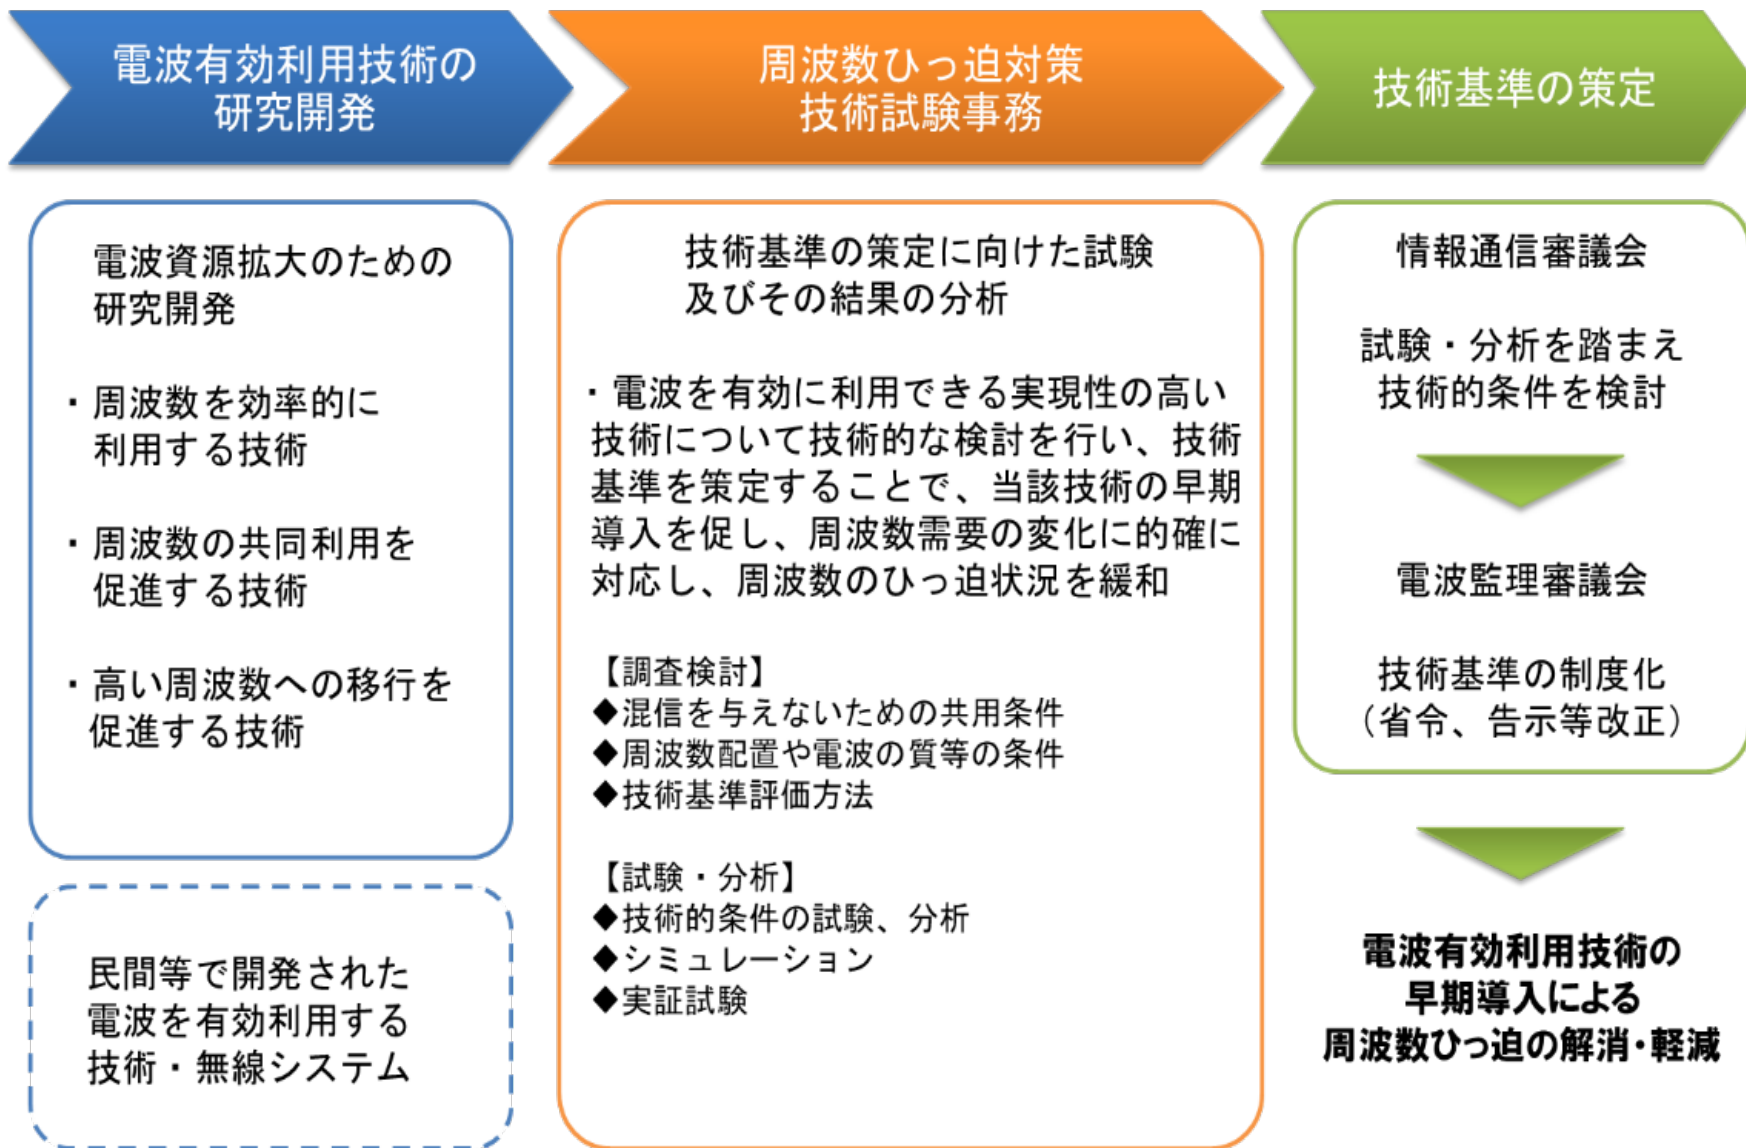 電波有効利用技術の
研究開発
周波数ひっ迫対策
技術試験事務
技術基準の策定
電波資源拡大のための
研究開発
・周波数を効率的に
利用する技術
・周波数の共同利用を
促進する技術
・高い周波数への移行を
促進する技術
民間等で開発された
電波を有効利用する
技術・無線システム
技術基準の策定に向けた試験
及びその結果の分析
・電波を有効に利用できる実現性の高い
技術について技術的な検討を行い、技術
基準を策定することで、当該技術の早期
導入を促し、周波数需要の変化に的確に
対応し、周波数のひっ迫状況を緩和
【調査検討】
◆混信を与えないための共用条件
◆周波数配置や電波の質等の条件
◆技術基準評価方法
【試験・分析】
◆技術的条件の試験、分析
◆シミュレーション
◆実証試験
情報通信審議会
試験・分析を踏まえ
技術的条件を検討
電波監理審議会
技術基準の制度化
（省令、告示等改正）
電波有効利用技術の
早期導入による
周波数ひっ迫の解消・軽減